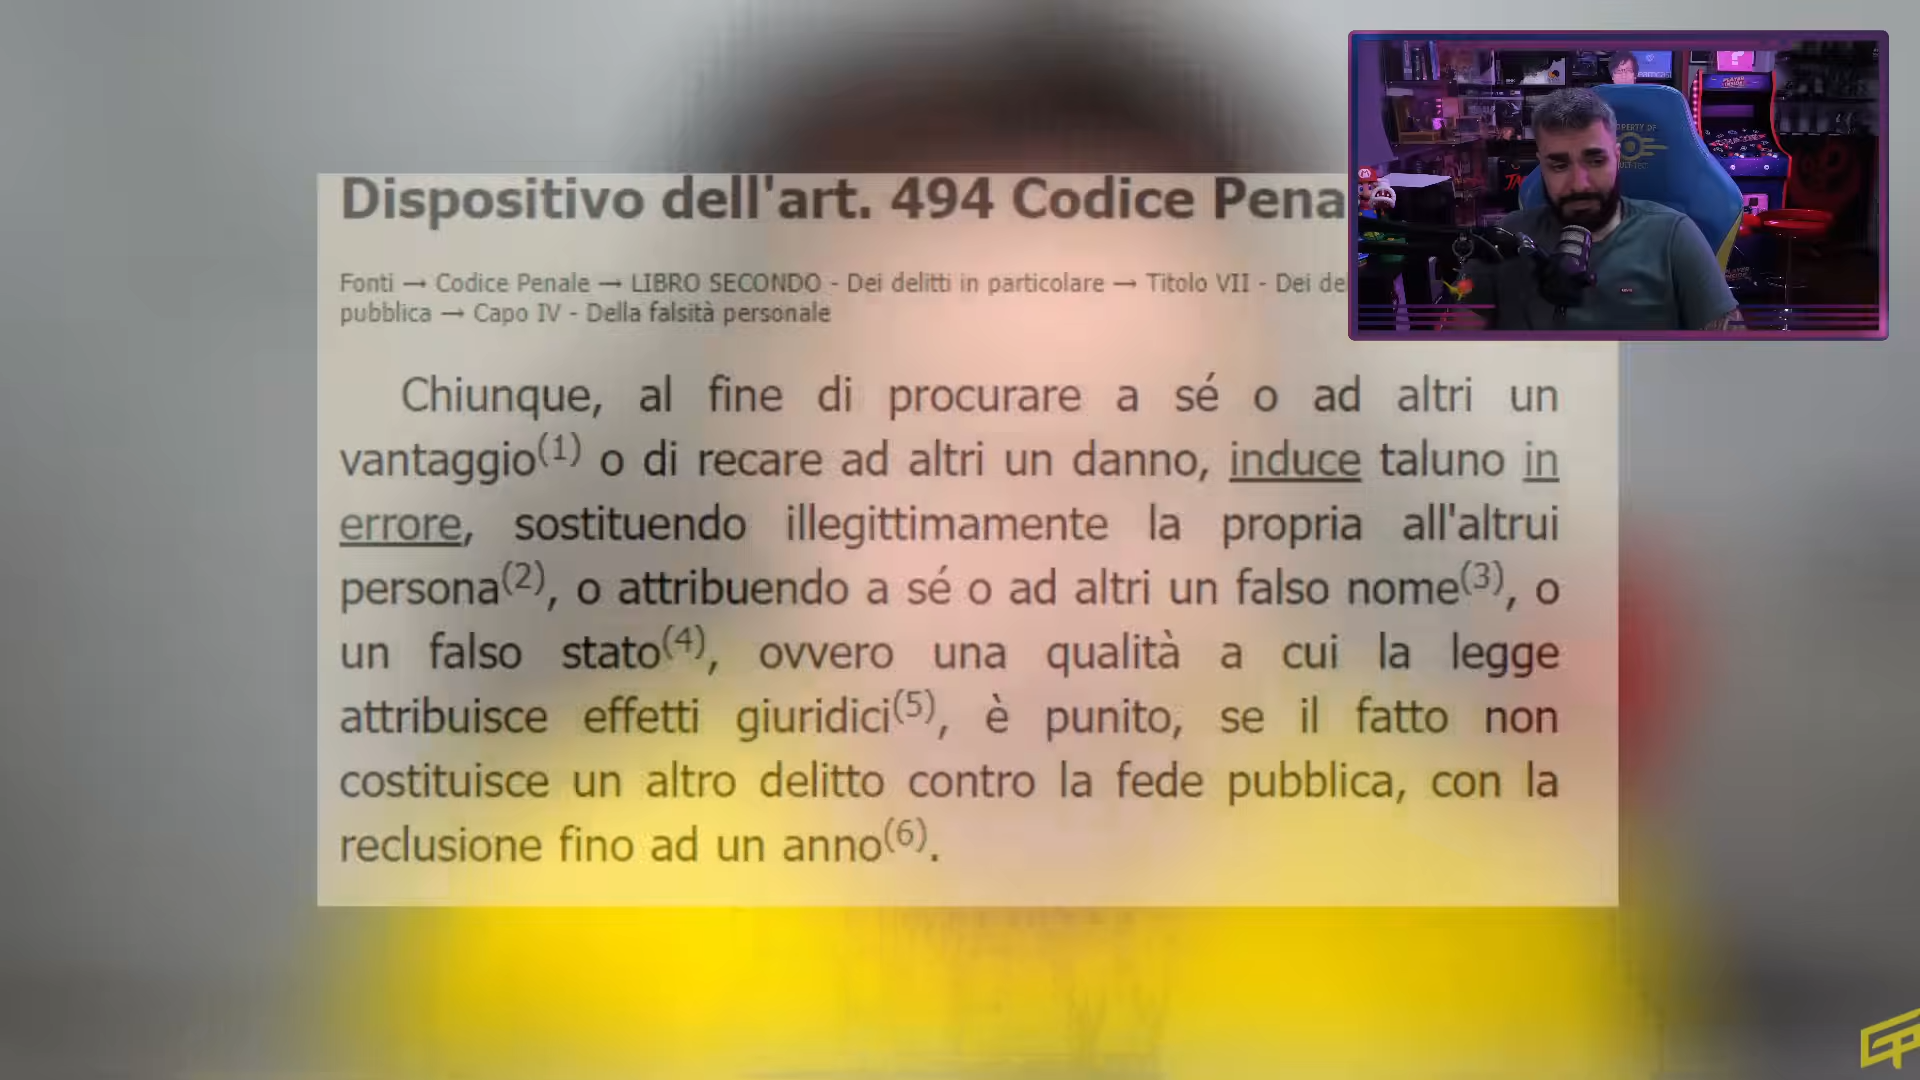 Dispositivo dell'art. 494 Codice Pena
Fonti → Codice Penale → LIBRO SECONDO - Dei delitti in particolare → Titolo VII - Dei de
pubblica → Capo IV - Della falsità personale
Chiunque, al fine di procurare a sé o ad altri un
vantaggio(1) o di recare ad altri un danno, induce taluno in
errore, sostituendo illegittimamente la propria all'altrui
persona(2), o attribuendo a sé o ad altri un falso nome(3), o
un falso stato(4), ovvero una qualità a cui la legge
attribuisce effetti giuridici(5), è punito, se il fatto non
costituisce un altro delitto contro la fede pubblica, con la
reclusione fino ad un anno(6).